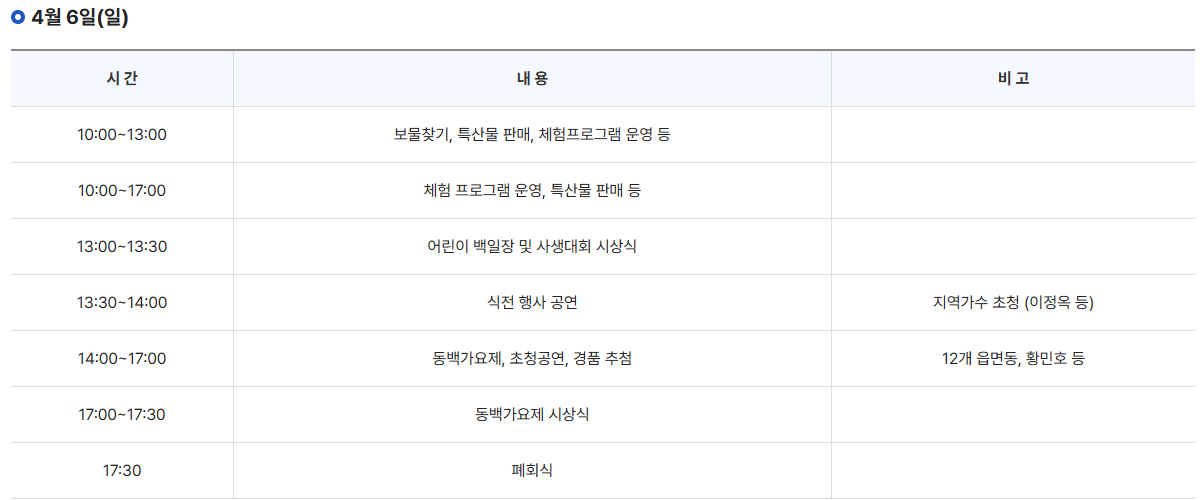 4월 6일(일)
시 간 내 용 비 고
10:00~13:00 보물찾기, 특산물 판매, 체험프로그램 운영 등
10:00~17:00 체험 프로그램 운영, 특산물 판매 등
13:00~13:30 어린이 백일장 및 사생대회 시상식
13:30~14:00 식전 행사 공연 지역가수 초청 (이정옥 등)
14:00~17:00 동백가요제, 초청공연, 경품 추첨 12개 읍면동, 황민호 등
17:00~17:30 동백가요제 시상식
17:30 폐회식